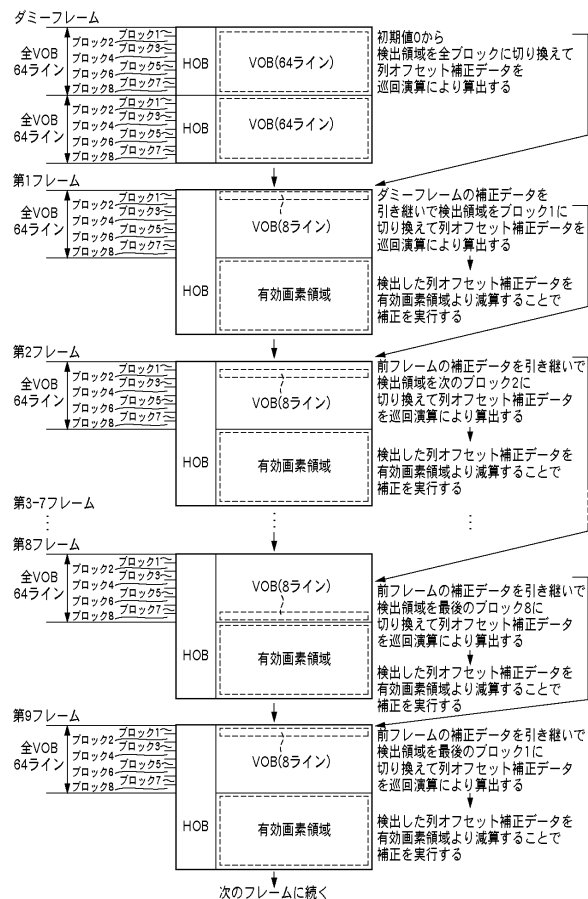 ダミーフレーム
全VOB
64ライン
ブロック1
ブロック2
ブロック3
ブロック4
ブロック5
ブロック6
ブロック7
ブロック8
HOB
VOB(64ライン)
初期値0から
検出領域を全ブロックに切り換えて
列オフセット補正データを
巡回演算により算出する
全VOB
64ライン
ブロック1
ブロック2
ブロック3
ブロック4
ブロック5
ブロック6
ブロック7
ブロック8
HOB
VOB(64ライン)
第1フレーム
全VOB
64ライン
ブロック1
ブロック2
ブロック3
ブロック4
ブロック5
ブロック6
ブロック7
ブロック8
VOB(8ライン)
HOB
有効画素領域
ダミーフレームの補正データを
引き継いで検出領域をブロック1に
切り換えて列オフセット補正データを
巡回演算により算出する
検出した列オフセット補正データを
有効画素領域より減算することで
補正を実行する
第2フレーム
全VOB
64ライン
ブロック1
ブロック2
ブロック3
ブロック4
ブロック5
ブロック6
ブロック7
ブロック8
VOB(8ライン)
HOB
有効画素領域
前フレームの補正データを引き継いで
検出領域を次のブロック2に
切り換えて列オフセット補正データ
を巡回演算により算出する
検出した列オフセット補正データを
有効画素領域より減算することで
補正を実行する
第3-7フレーム
第8フレーム
全VOB
64ライン
ブロック1
ブロック2
ブロック3
ブロック4
ブロック5
ブロック6
ブロック7
ブロック8
VOB(8ライン)
HOB
有効画素領域
前フレームの補正データを引き継いで
検出領域を最後のブロック8に
切り換えて列オフセット補正データ
を巡回演算により算出する
検出した列オフセット補正データを
有効画素領域より減算することで
補正を実行する
第9フレーム
全VOB
64ライン
ブロック1
ブロック2
ブロック3
ブロック4
ブロック5
ブロック6
ブロック7
ブロック8
VOB(8ライン)
HOB
有効画素領域
前フレームの補正データを引き継いで
検出領域を最後のブロック1に
切り換えて列オフセット補正データ
を巡回演算により算出する
検出した列オフセット補正データを
有効画素領域より減算することで
補正を実行する
次のフレームに続く